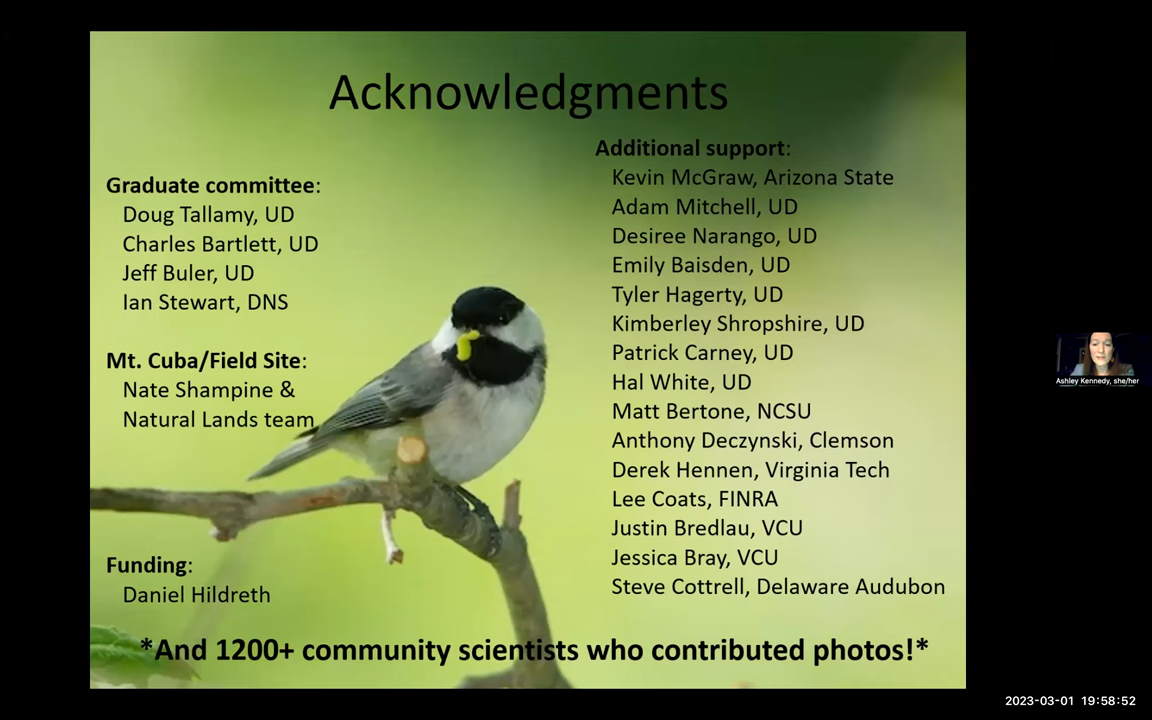 Acknowledgments
Graduate committee:
Doug Tallamy, UD
Charles Bartlett, UD
Jeff Buler, UD
Ian Stewart, DNS
Mt. Cuba/Field Site:
Nate Shampine &
Natural Lands team
Funding:
Daniel Hildreth
Additional support:
Kevin McGraw, Arizona State
Adam Mitchell, UD
Desiree Narango, UD
Emily Baisden, UD
Tyler Hagerty, UD
Kimberley Shropshire, UD
Patrick Carney, UD
Hal White, UD
Matt Bertone, NCSU
Anthony Deczynski, Clemson
Derek Hennen, Virginia Tech
Lee Coats, FINRA
Justin Bredlau, VCU
Jessica Bray, VCU
Steve Cottrell, Delaware Audubon
*And 1200+ community scientists who contributed photos!*
Ashley Kennedy, she/her
2023-03-01 19:58:52